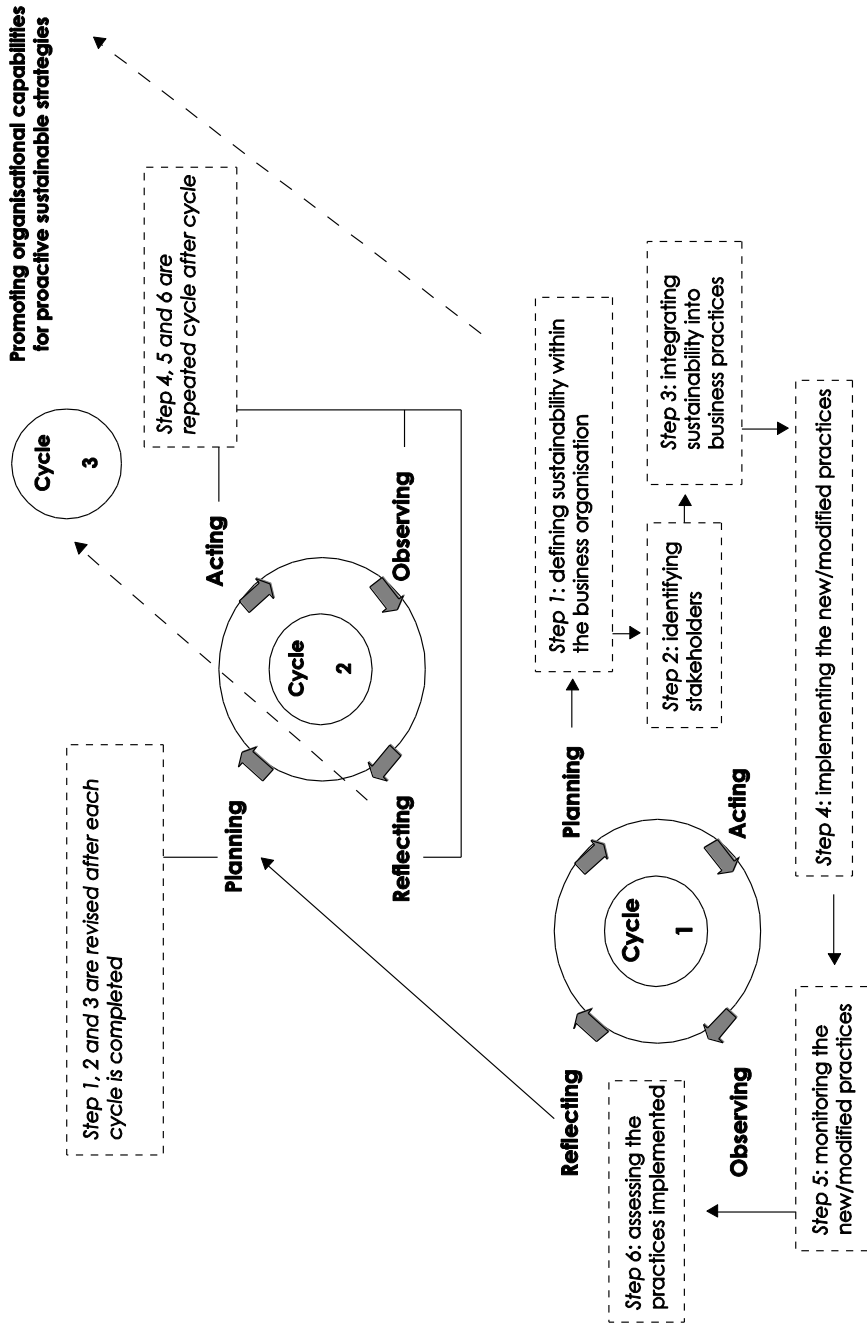 Promoting organisational capabilities
for proactive sustainable strategies
Cycle
3
Step 4, 5 and 6 are
repeated cycle after cycle
Step 1, 2 and 3 are revised after each
cycle is completed
Acting
Observing
Planning
Reflecting
Cycle
2
Step 1: defining sustainability within
the business organisation
Step 2: identifying
stakeholders
Step 3: integrating
sustainability into
business practices
Planning
Acting
Reflecting
Observing
Cycle
1
Step 4: implementing the new/modified practices
Step 5: monitoring the
new/modified practices
Step 6: assessing the
practices implemented